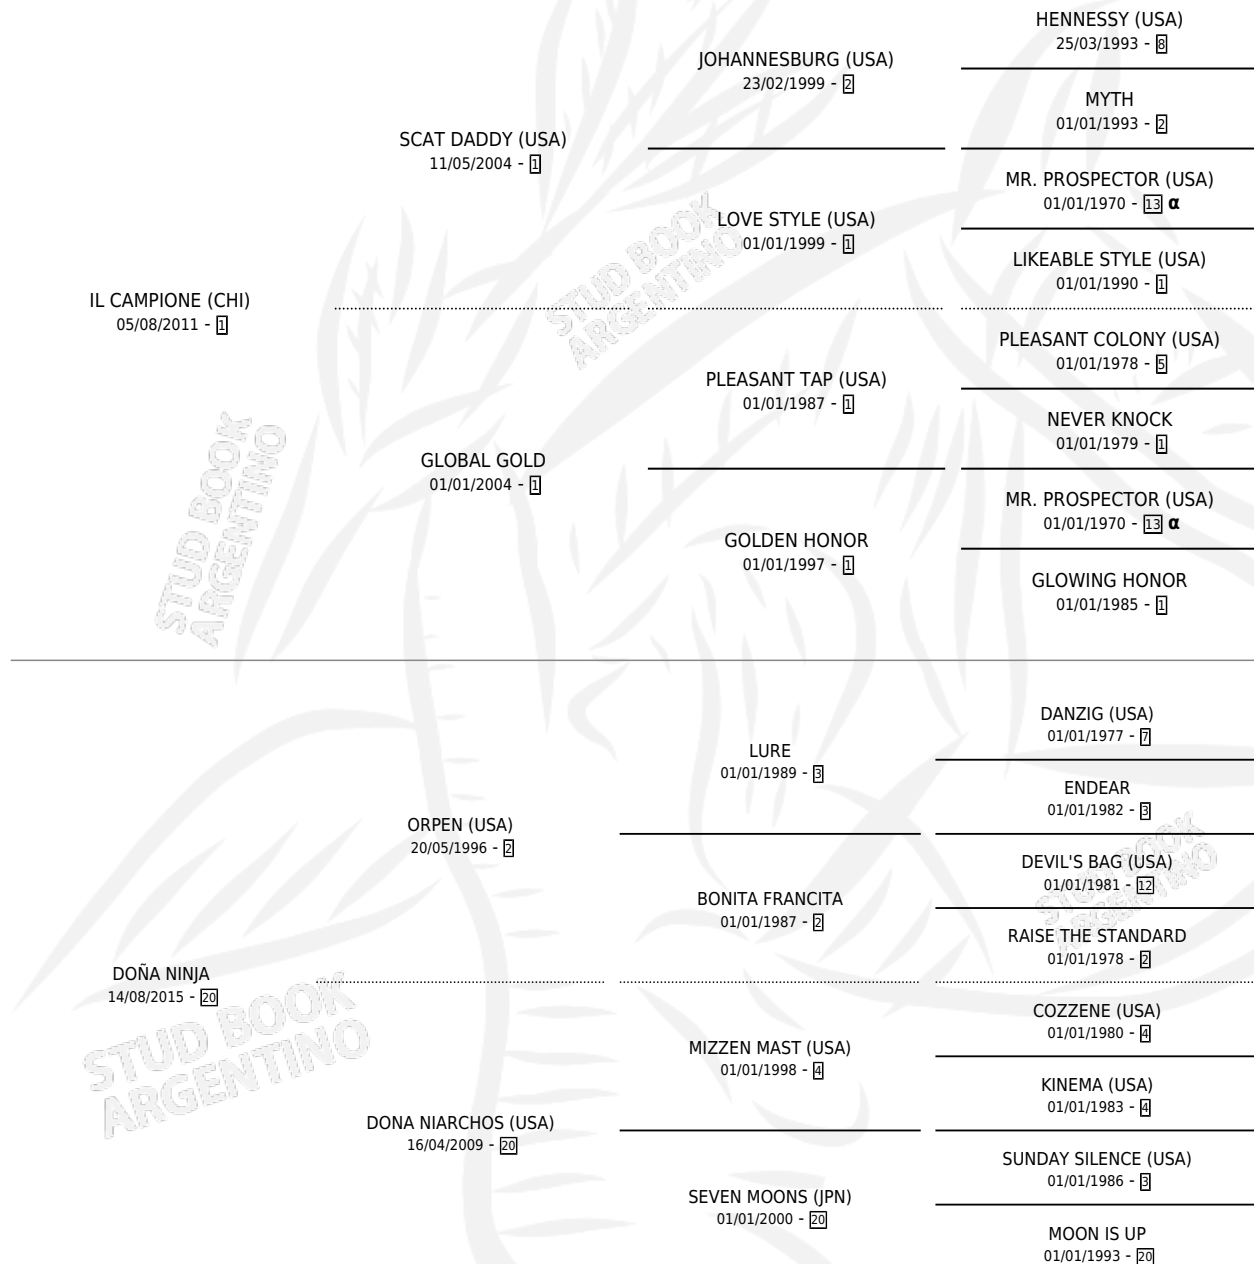 HENNESSY (USA)
25/03/1993 - 8
JOHANNESBURG (USA)
23/02/1999 - 2
MYTH
01/01/1993 - 2
SCAT DADDY (USA)
11/05/2004 - 1
MR. PROSPECTOR (USA)
01/01/1970 - 13 α
LOVE STYLE (USA)
01/01/1999 - 1
LIKEABLE STYLE (USA)
01/01/1990 - 1
STUD BOOK
ARGENTINO
IL CAMPIONE (CHI)
05/08/2011 - 1
PLEASANT COLONY (USA)
01/01/1978 - 5
PLEASANT TAP (USA)
01/01/1987 - 1
NEVER KNOCK
01/01/1979 - 1
GLOBAL GOLD
01/01/2004 - 1
STUD BOOK
ARGENTINO
MR. PROSPECTOR (USA)
01/01/1970 - 13 α
GOLDEN HONOR
01/01/1997 - 1
GLOWING HONOR
01/01/1985 - 1
DANZIG (USA)
01/01/1977 - 7
LURE
01/01/1989 - 3
ENDEAR
01/01/1982 - 3
ORPEN (USA)
20/05/1996 - 2
DEVIL'S BAG (USA)
01/01/1981 - 12
STUD BOOK
ARGENTINO
BONITA FRANCITA
01/01/1987 - 2
RAISE THE STANDARD
01/01/1978 - 2
DOÑA NINJA
14/08/2015 - 20
STUD BOOK
ARGENTINO
COZZENE (USA)
01/01/1980 - 4
MIZZEN MAST (USA)
01/01/1998 - 4
KINEMA (USA)
01/01/1983 - 4
DONA NIARCHOS (USA)
16/04/2009 - 20
SUNDAY SILENCE (USA)
01/01/1986 - 3
SEVEN MOONS (JPN)
01/01/2000 - 20
MOON IS UP
01/01/1993 - 20